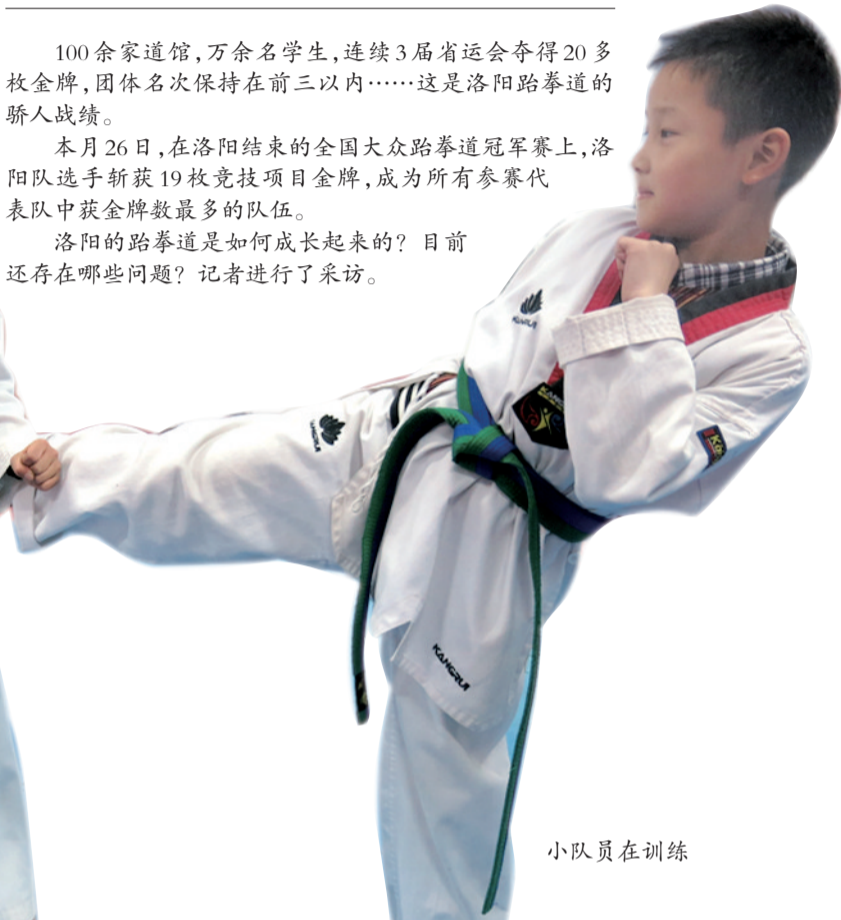 100余家道馆,万余名学生,连续3届省运会夺得20多
枚金牌,团体名次保持在前三以内……这是洛阳跆拳道的
骄人战绩。
本月26日,在洛阳结束的全国大众跆拳道冠军赛上,洛
阳队选手斩获19枚竞技项目金牌,成为所有参赛代
表队中获金牌数最多的队伍。
洛阳的跆拳道是如何成长起来的?目前
还存在哪些问题?记者进行了采访。
KANGRUI
KANGRUI
KANGRUI
小队员在训练